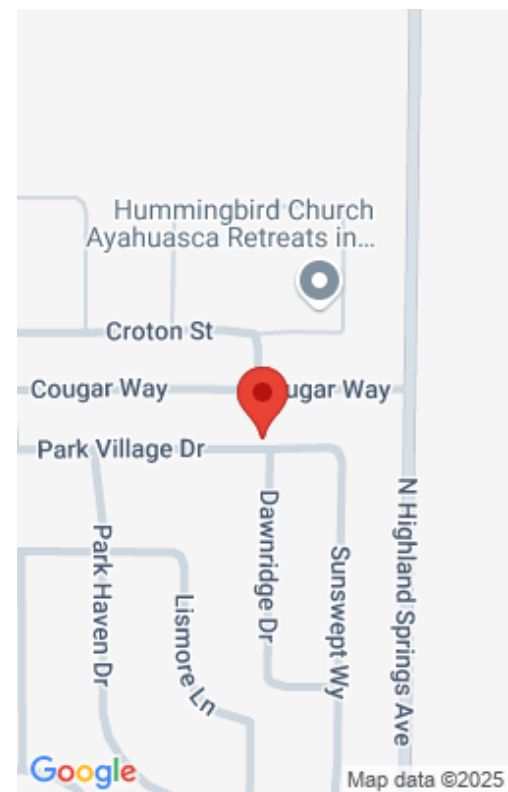 Hummingbird Church
Ayahuasca Retreats in...
Croton St
Cougar Way
ugar Way
Park Village Dr
N Highland Springs Ave
Dawnridge Dr
Sunswept Wy
Park Haven Dr
Lismore Ln
Google
Map data ©2025